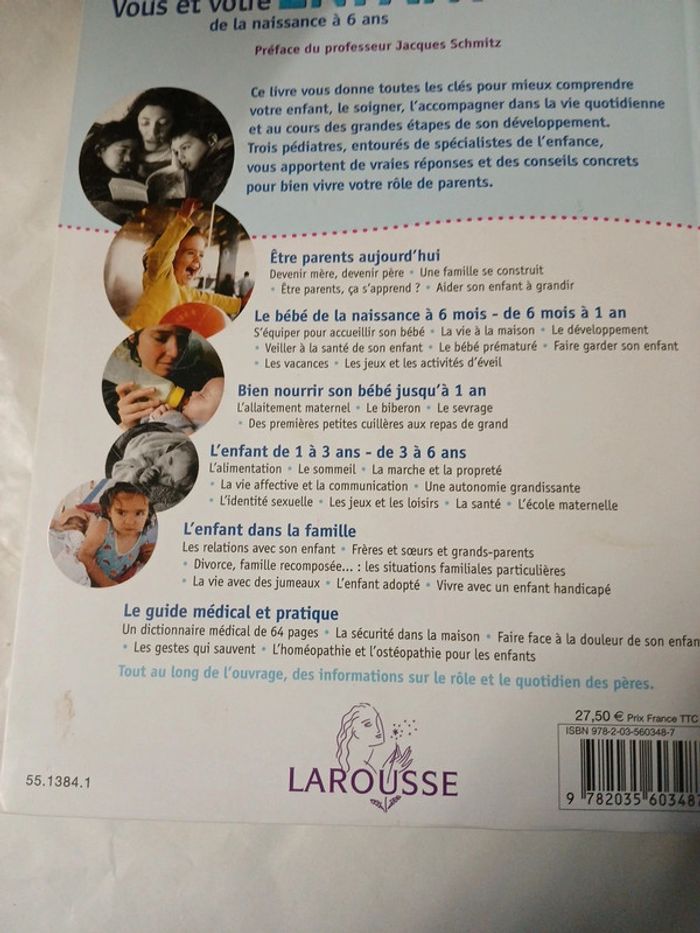 Vous et votre ENFANT
de la naissance à 6 ans
Préface du professeur Jacques Schmitz
Ce livre vous donne toutes les clés pour mieux comprendre
votre enfant, le soigner, l'accompagner dans la vie quotidienne
et au cours des grandes étapes de son développement.
Trois pédiatres, entourés de spécialistes de l'enfance,
vous apportent de vraies réponses et des conseils concrets
pour bien vivre votre rôle de parents.
Être parents aujourd'hui
Devenir mère, devenir père • Une famille se construit
• Être parents, ça s'apprend ? • Aider son enfant à grandir
Le bébé de la naissance à 6 mois - de 6 mois à 1 an
S'équiper pour accueillir son bébé • La vie à la maison • Le développement
• Veiller à la santé de son enfant • Le bébé prématuré • Faire garder son enfant
• Les vacances • Les jeux et les activités d'éveil
Bien nourrir son bébé jusqu'à 1 an
L'allaitement maternel • Le biberon • Le sevrage
• Des premières petites cuillères aux repas de grand
L'enfant de 1 à 3 ans - de 3 à 6 ans
L'alimentation • Le sommeil • La marche et la propreté
• La vie affective et la communication • Une autonomie grandissante
• L'identité sexuelle • Les jeux et les loisirs • La santé • L'école maternelle
L'enfant dans la famille
Les relations avec son enfant • Frères et sœurs et grands-parents
• Divorce, famille recomposée... : les situations familiales particulières
• La vie avec des jumeaux • L'enfant adopté • Vivre avec un enfant handicapé
Le guide médical et pratique
Un dictionnaire médical de 64 pages • La sécurité dans la maison • Faire face à la douleur de son enfan
• Les gestes qui sauvent • L'homéopathie et l'ostéopathie pour les enfants
Tout au long de l'ouvrage, des informations sur le rôle et le quotidien des pères.
27,50 € Prix France TTC
ISBN 978-2-03-560348-7
9 782035 603487
55.1384.1
LAROUSSE